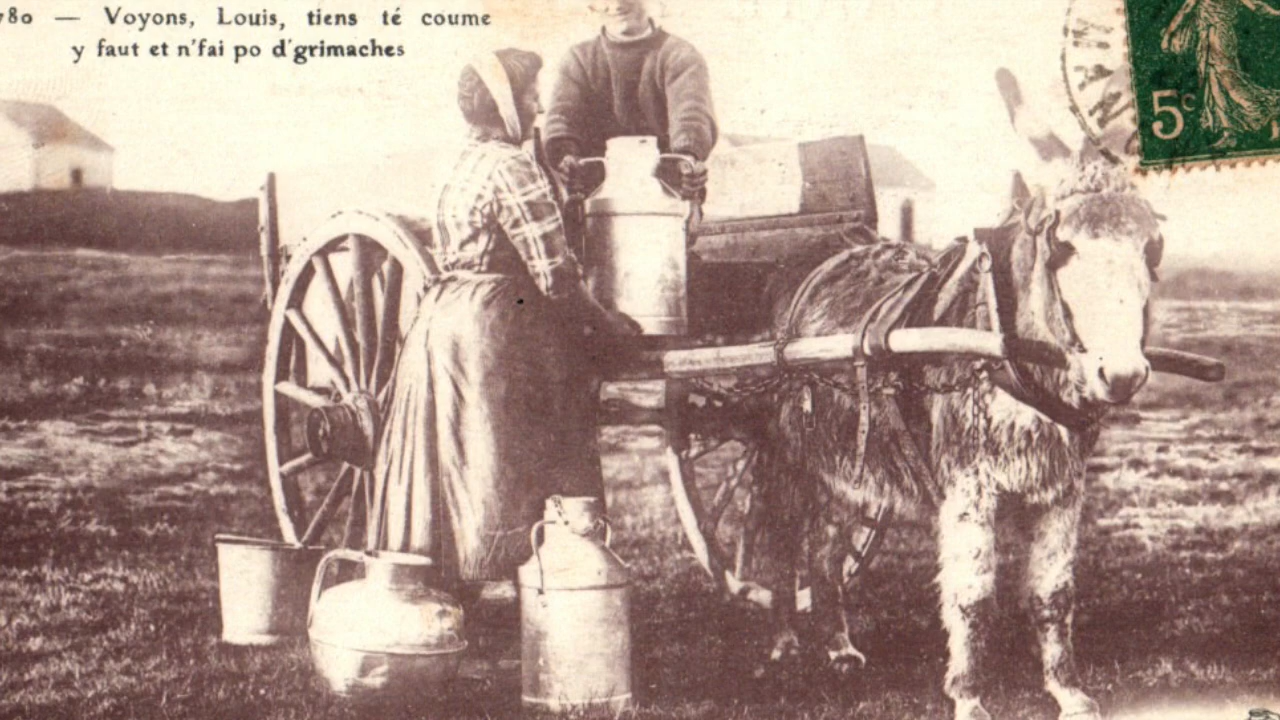 780 — Voyons, Louis, tiens té coume
y faut et n'fai po d'grimaches
5c